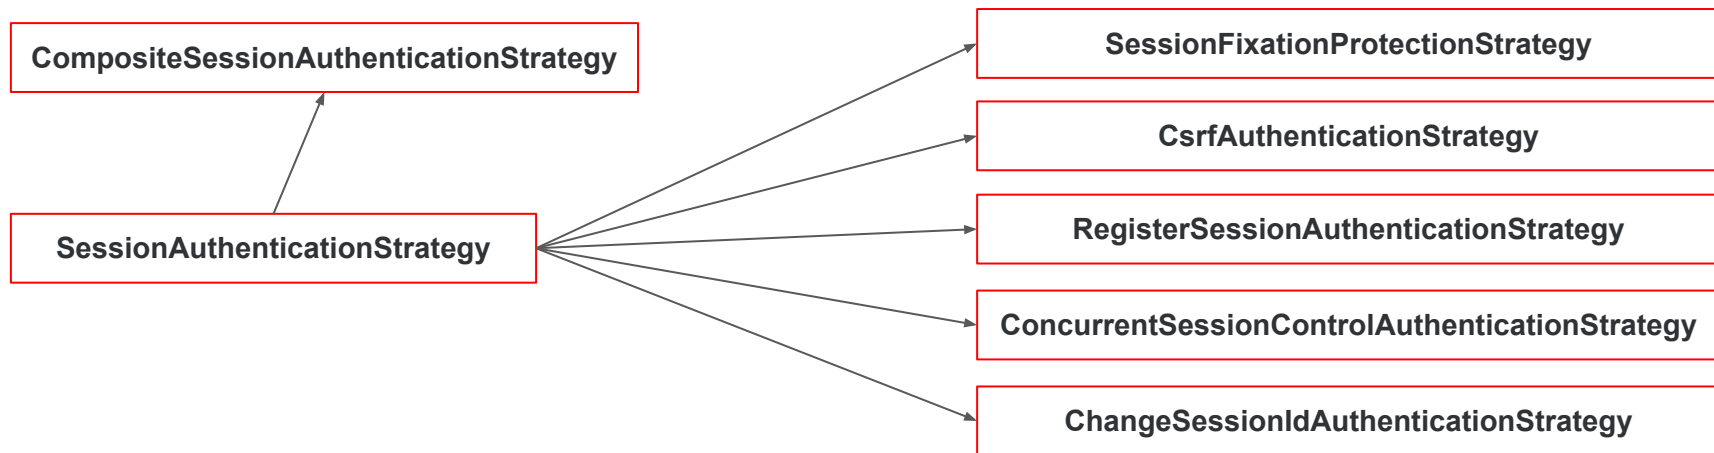 CompositeSessionAuthenticationStrategy
SessionAuthenticationStrategy
SessionFixationProtectionStrategy
CsrfAuthenticationStrategy
RegisterSessionAuthenticationStrategy
ConcurrentSessionControlAuthenticationStrategy
ChangeSessionIdAuthenticationStrategy